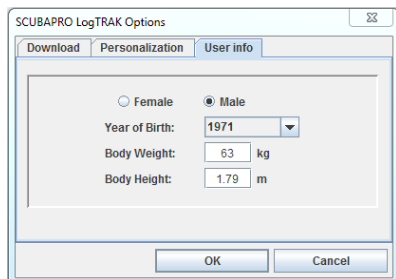 SCUBAPRO LogTRAK Options
Download Personalization User info
Female Male
Year of Birth: 1971
Body Weight: 63 kg
Body Height: 1.79 m
OK Cancel